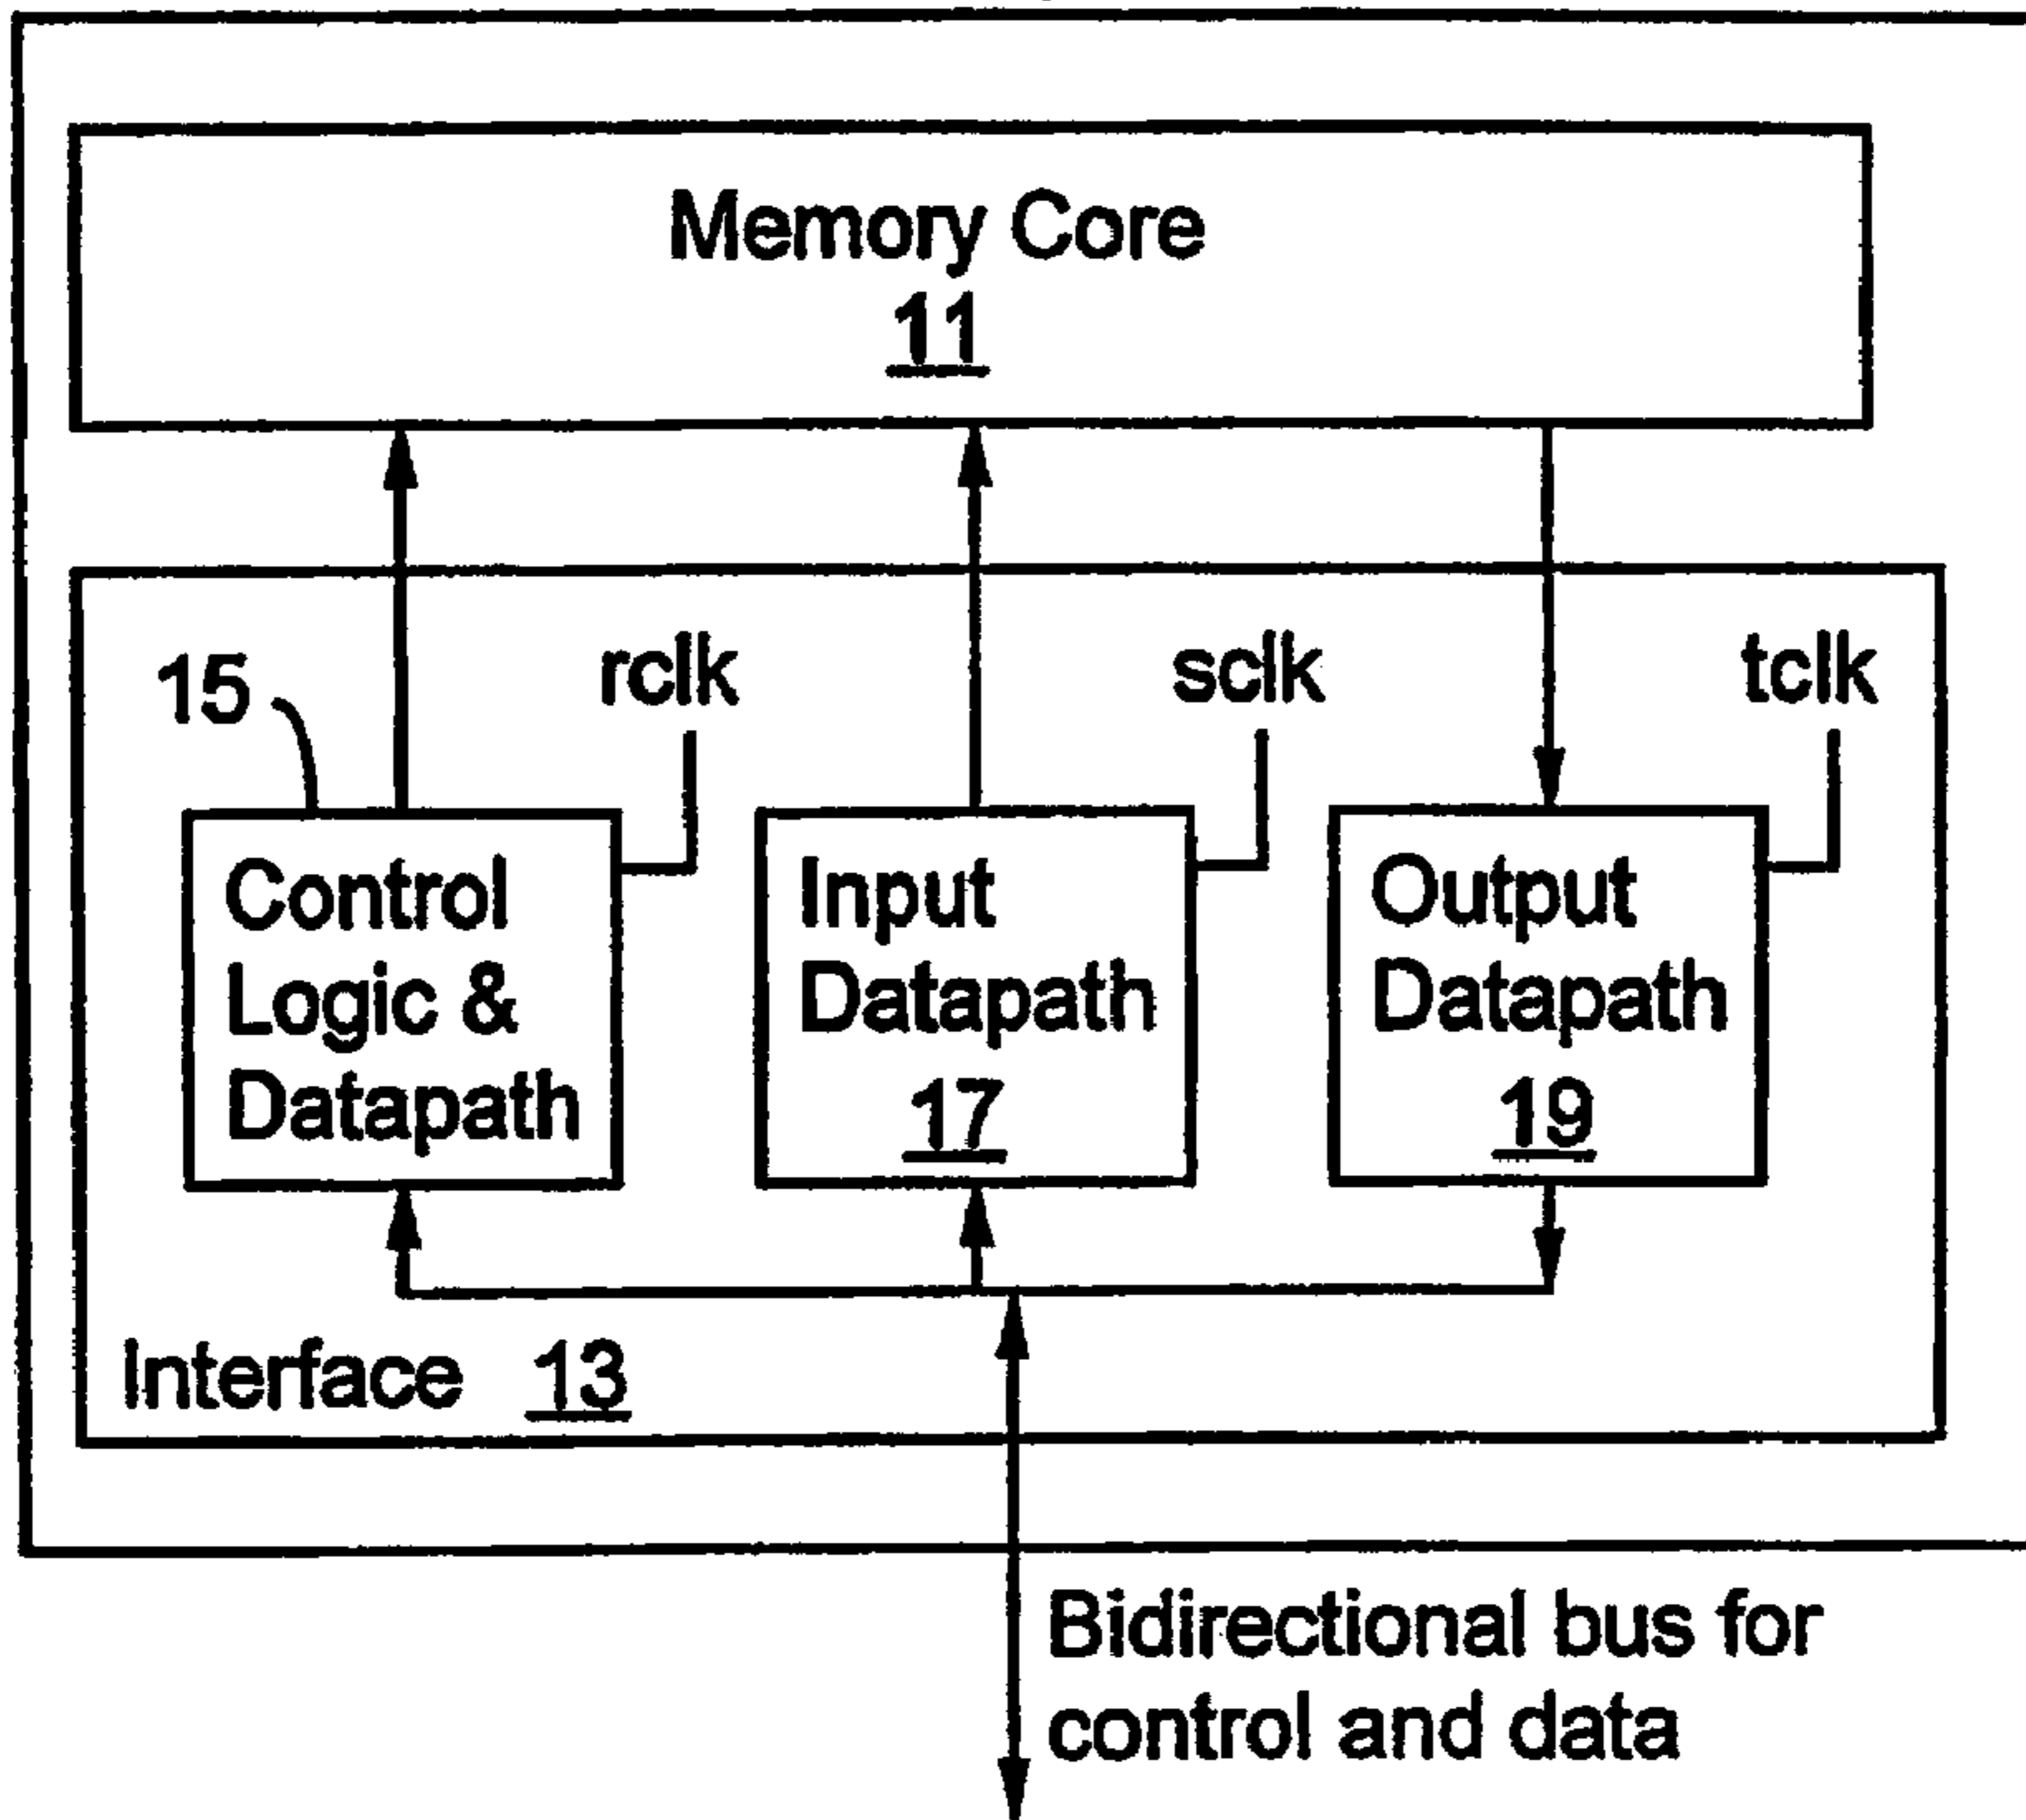 Memory Core
11
15
rclk
sclk
tclk
Control
Logic &
Datapath
Input
Datapath
17
Output
Datapath
19
Interface 13
Bidirectional bus for
control and data